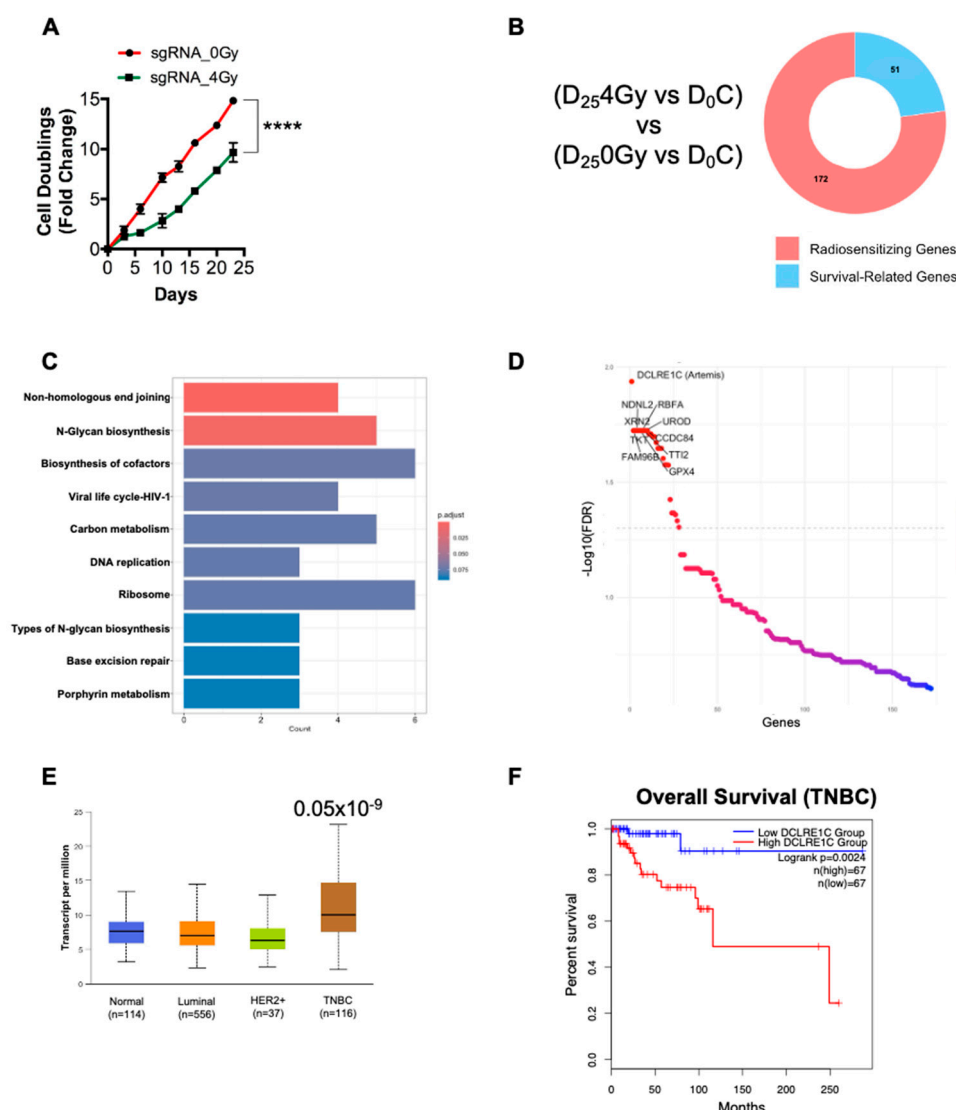 A
sgRNA_0Gy
sgRNA_4Gy
Cell Doublings
(Fold Change)
15
10
5
0
****
0 5 10 15 20 25
Days
B
(D₂₅4Gy vs D₀C)
vs
(D₂₅0Gy vs D₀C)
51
172
Radiosensitizing Genes
Survival-Related Genes
C
Non-homologous end joining
N-Glycan biosynthesis
Biosynthesis of cofactors
Viral life cycle-HIV-1
Carbon metabolism
DNA replication
Ribosome
Types of N-glycan biosynthesis
Base excision repair
Porphyrin metabolism
0 2 4 6
Count
p.adjust
0.025
0.050
0.075
D
2.0
1.5
1.0
-Log10(FDR)
DCLRE1C (Artemis)
NDNL2 RBFA
XRN2 UROD
TKT CCDC84
FAM96B TTI2
GPX4
0 50 100 150
Genes
E
0.05x10⁻⁹
Transcript per million
25
20
15
10
5
0
Normal Luminal HER2+ TNBC
(n=114) (n=556) (n=37) (n=116)
F
Overall Survival (TNBC)
Low DCLRE1C Group
High DCLRE1C Group
Logrank p=0.0024
n(high)=67
n(low)=67
Percent survival
1.0
0.8
0.6
0.4
0.2
0.0
0 50 100 150 200 250
Months